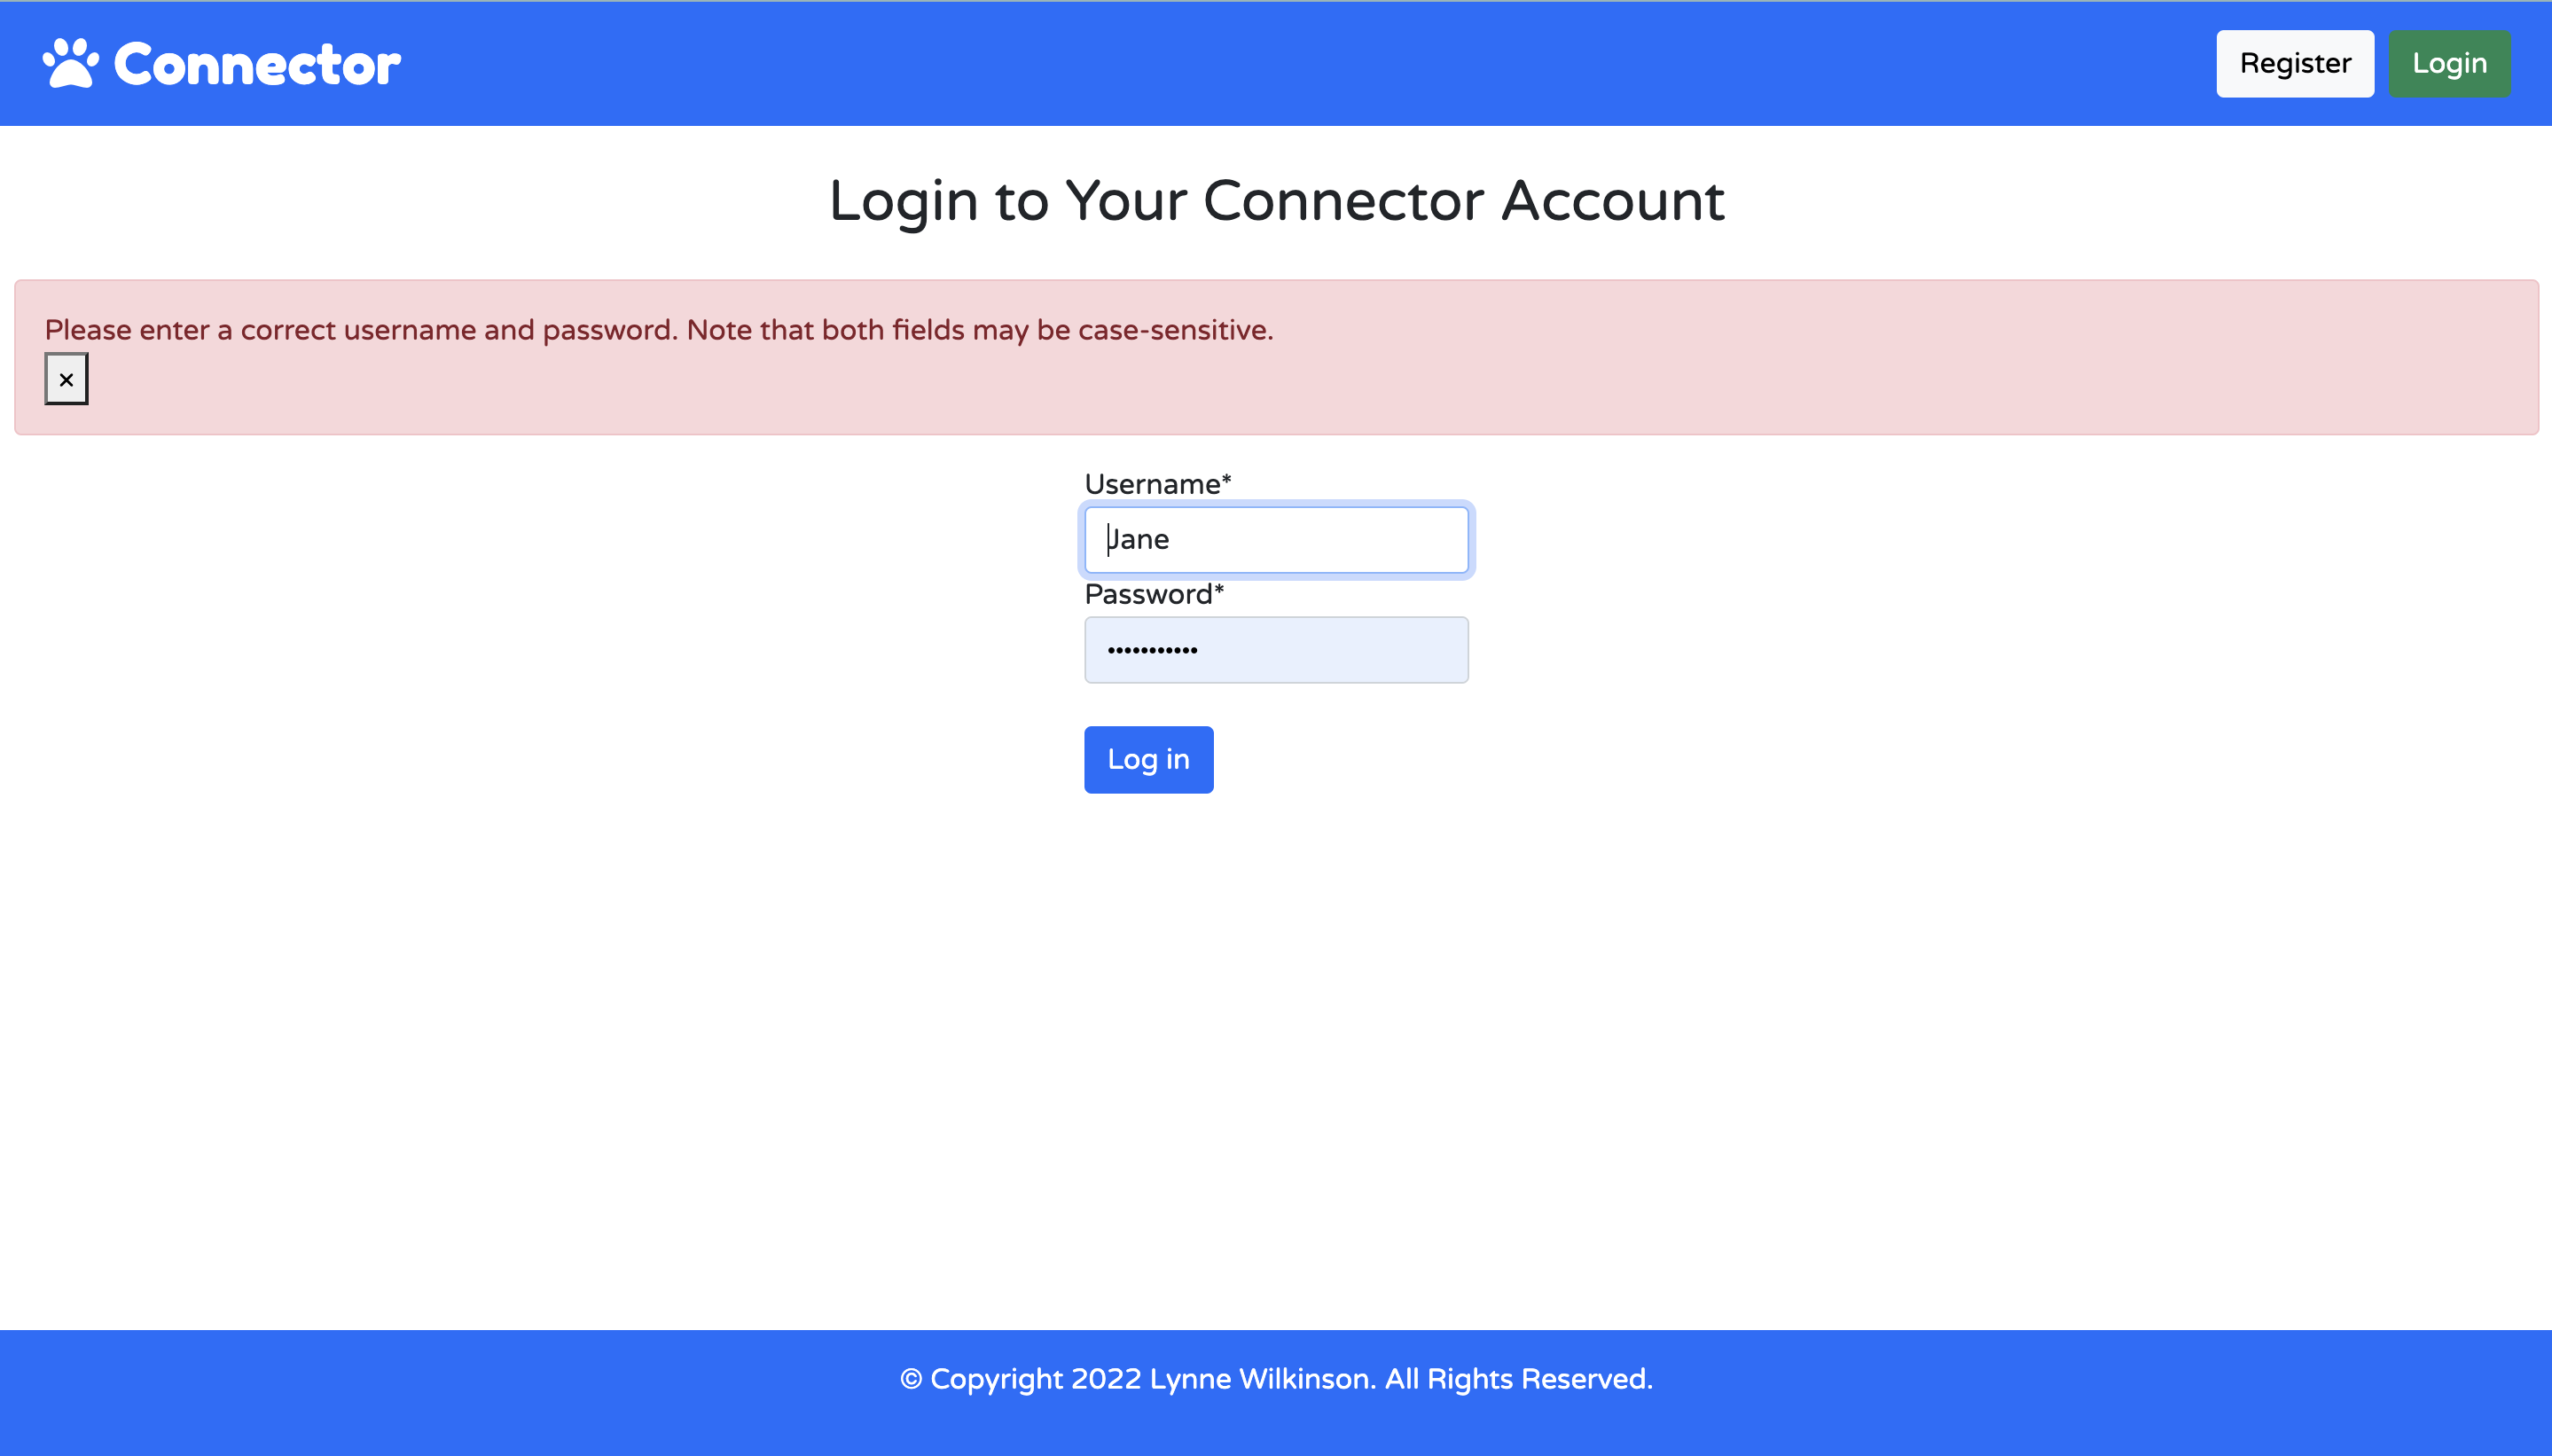 Connector
Register
Login
Login to Your Connector Account
Please enter a correct username and password. Note that both fields may be case-sensitive.
×
Username*
Jane
Password*
•••••••••••
Log in
© Copyright 2022 Lynne Wilkinson. All Rights Reserved.